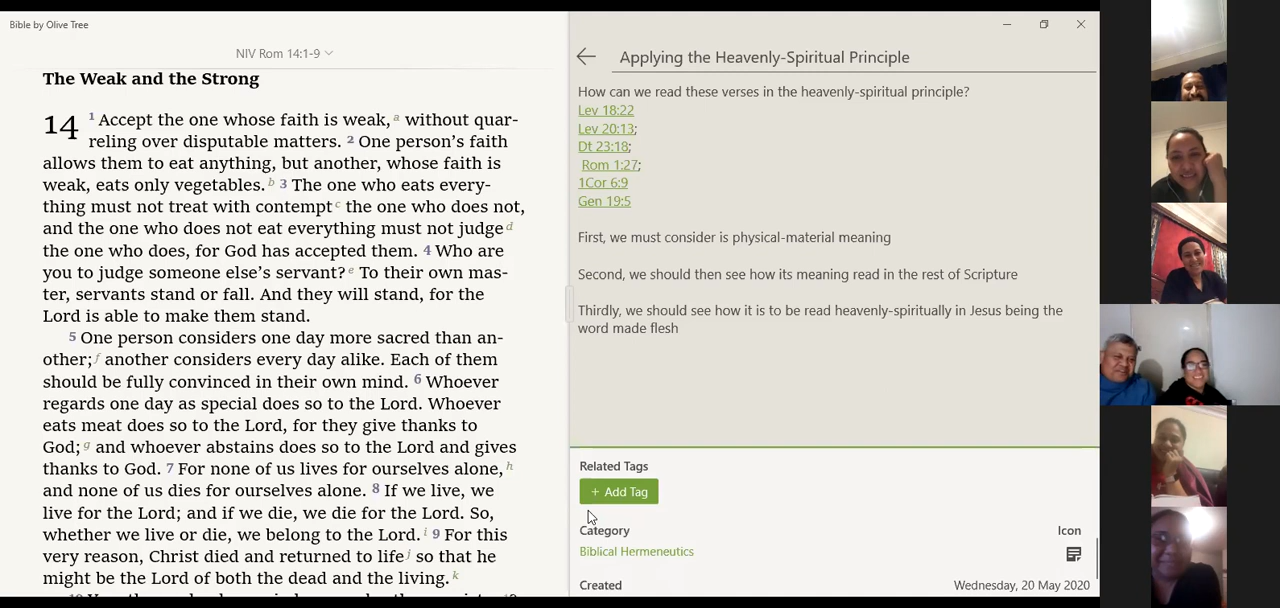 Bible by Olive Tree
NIV Rom 14:1-9
The Weak and the Strong
14 1 Accept the one whose faith is weak, a without quar-
reling over disputable matters. 2 One person's faith
allows them to eat anything, but another, whose faith is
weak, eats only vegetables. b 3 The one who eats every-
thing must not treat with contempt c the one who does not,
and the one who does not eat everything must not judge d
the one who does, for God has accepted them. 4 Who are
you to judge someone else's servant? e To their own mas-
ter, servants stand or fall. And they will stand, for the
Lord is able to make them stand.
5 One person considers one day more sacred than an-
other; f another considers every day alike. Each of them
should be fully convinced in their own mind. 6 Whoever
regards one day as special does so to the Lord. Whoever
eats meat does so to the Lord, for they give thanks to
God; g and whoever abstains does so to the Lord and gives
thanks to God. 7 For none of us lives for ourselves alone, h
and none of us dies for ourselves alone. 8 If we live, we
live for the Lord; and if we die, we die for the Lord. So,
whether we live or die, we belong to the Lord. i 9 For this
very reason, Christ died and returned to life j so that he
might be the Lord of both the dead and the living. k
Applying the Heavenly-Spiritual Principle
How can we read these verses in the heavenly-spiritual principle?
Lev 18:22
Lev 20:13;
Dt 23:18;
Rom 1:27;
1Cor 6:9
Gen 19:5
First, we must consider is physical-material meaning
Second, we should then see how its meaning read in the rest of Scripture
Thirdly, we should see how it is to be read heavenly-spiritually in Jesus being the
word made flesh
Related Tags
+ Add Tag
Category
Icon
Biblical Hermeneutics
Created
Wednesday, 20 May 2020